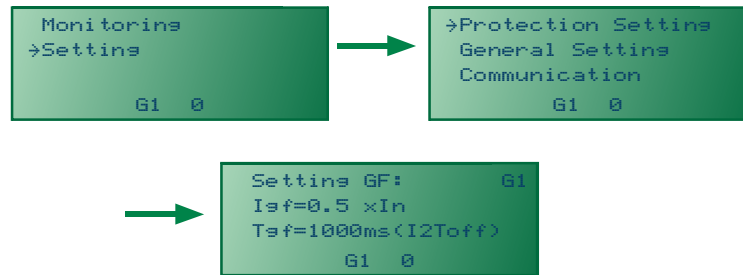 Monitoring
→Setting
G1 0
→Protection Setting
General Setting
Communication
G1 0
Setting GF: G1
Igf=0.5 xIn
Tgf=1000ms(I2Toff)
G1 0